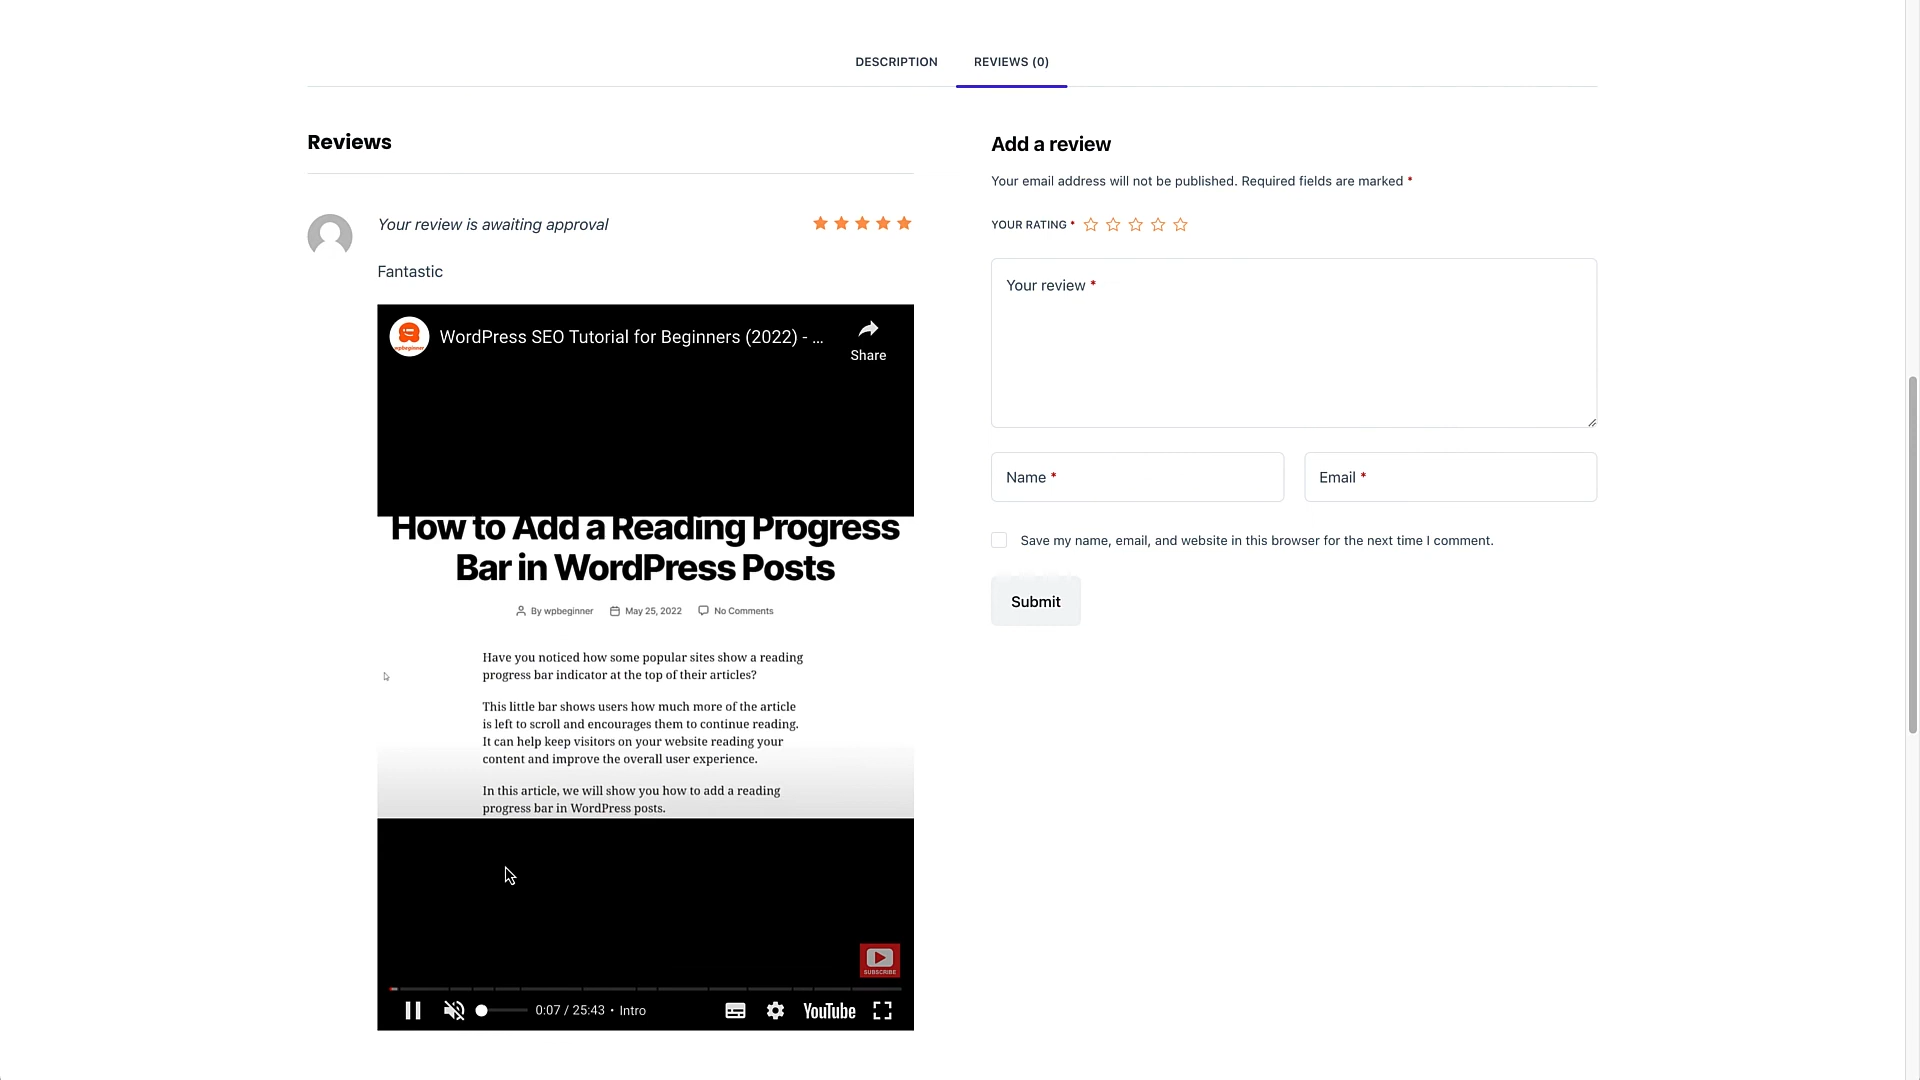 DESCRIPTION
REVIEWS (0)
Reviews
Your review is awaiting approval
Fantastic
wpbeginner
WordPress SEO Tutorial for Beginners (2022) - ...
Share
How to Add a Reading Progress
Bar in WordPress Posts
By wpbeginner
May 25, 2022
No Comments
Have you noticed how some popular sites show a reading
progress bar indicator at the top of their articles?
This little bar shows users how much more of the article
is left to scroll and encourages them to continue reading.
It can help keep visitors on your website reading your
content and improve the overall user experience.
In this article, we will show you how to add a reading
progress bar in WordPress posts.
SUBSCRIBE
0:07 / 25:43 • Intro
YouTube
Add a review
Your email address will not be published. Required fields are marked *
YOUR RATING *
Your review *
Name *
Email *
Save my name, email, and website in this browser for the next time I comment.
Submit